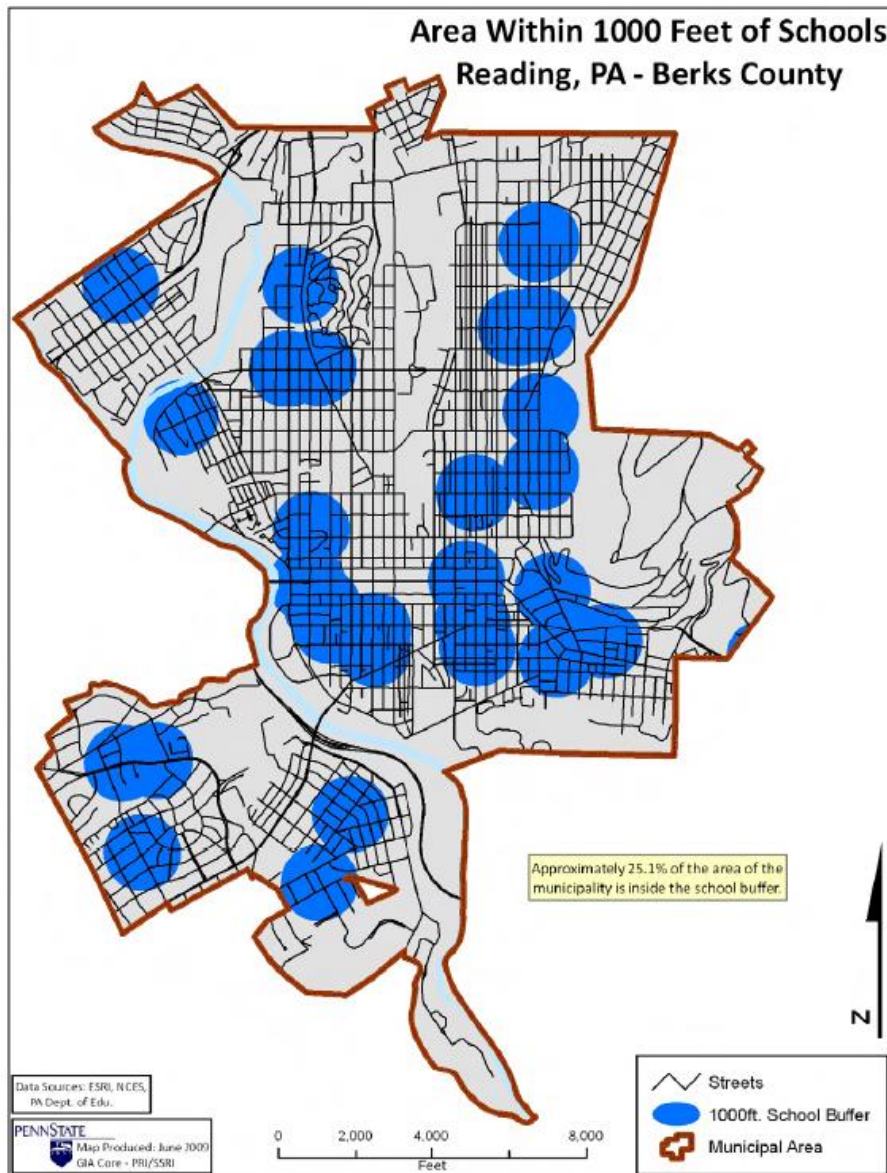 Area Within 1000 Feet of Schools
Reading, PA - Berks County
Approximately 25.1% of the area of the
municipality is inside the school buffer.
N
Data Sources: ESRI, NCES,
PA Dept. of Edu.
PENNSTATE
Map Produced: June 2009
GIA Core - PRI/SSRI
0 2,000 4,000 8,000
Feet
Streets
1000ft. School Buffer
Municipal Area